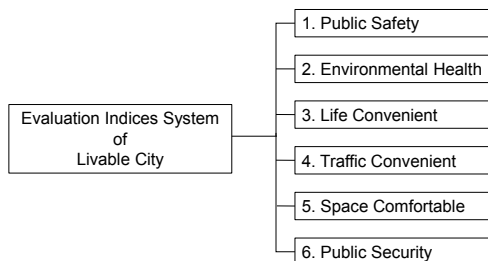 Evaluation Indices System
of
Livable City
1. Public Safety
2. Environmental Health
3. Life Convenient
4. Traffic Convenient
5. Space Comfortable
6. Public Security